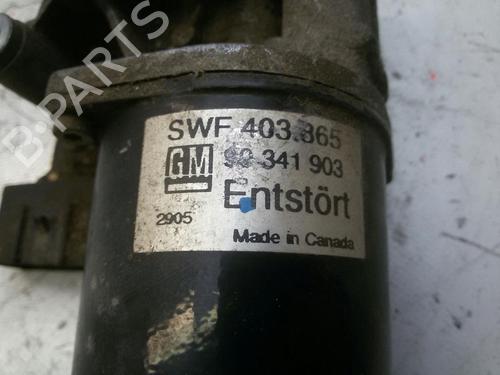 B-PARTS
SWF 403.865
GM 90 341 903
Entstört
2905
Made in Canada